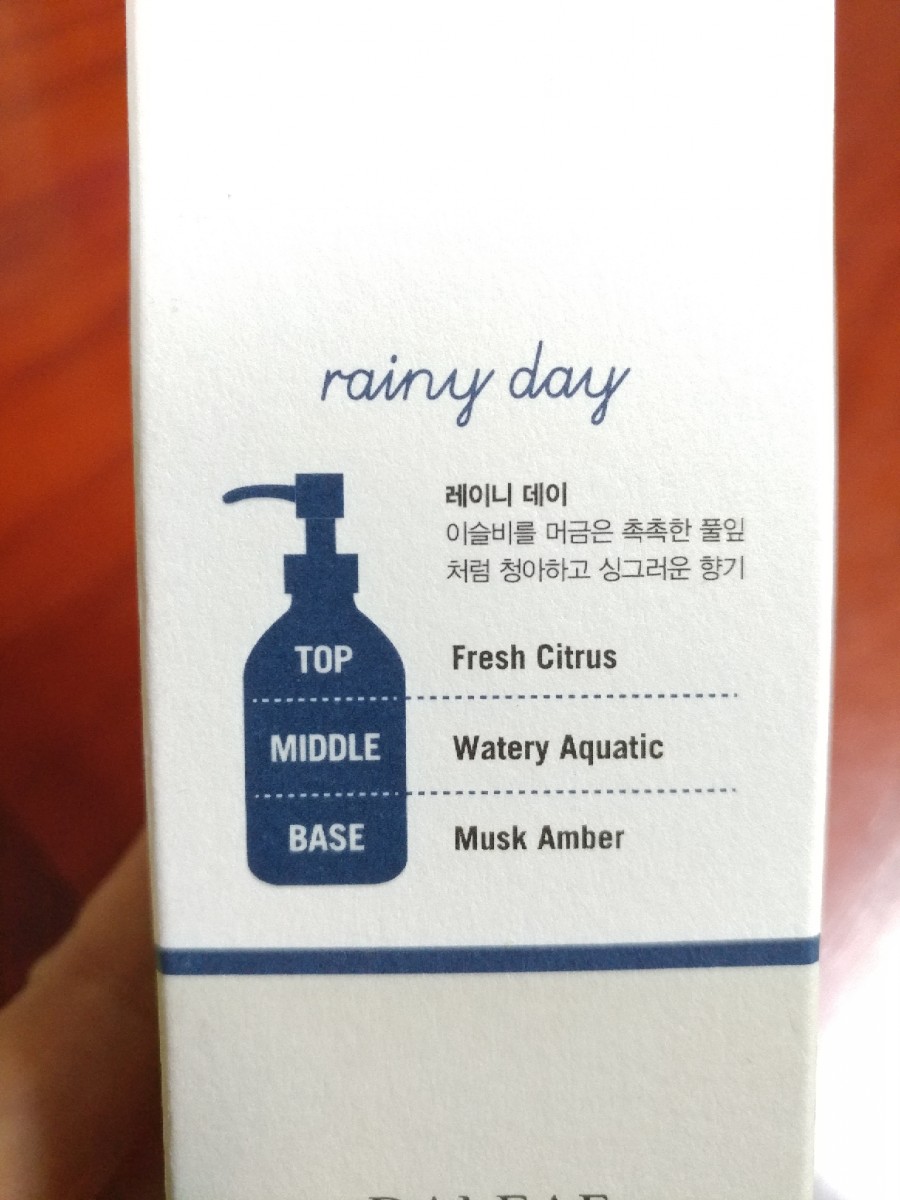 rainy day
레이니 데이
이슬비를 머금은 촉촉한 풀잎
처럼 청아하고 싱그러운 향기
TOP
Fresh Citrus
MIDDLE
Watery Aquatic
BASE
Musk Amber